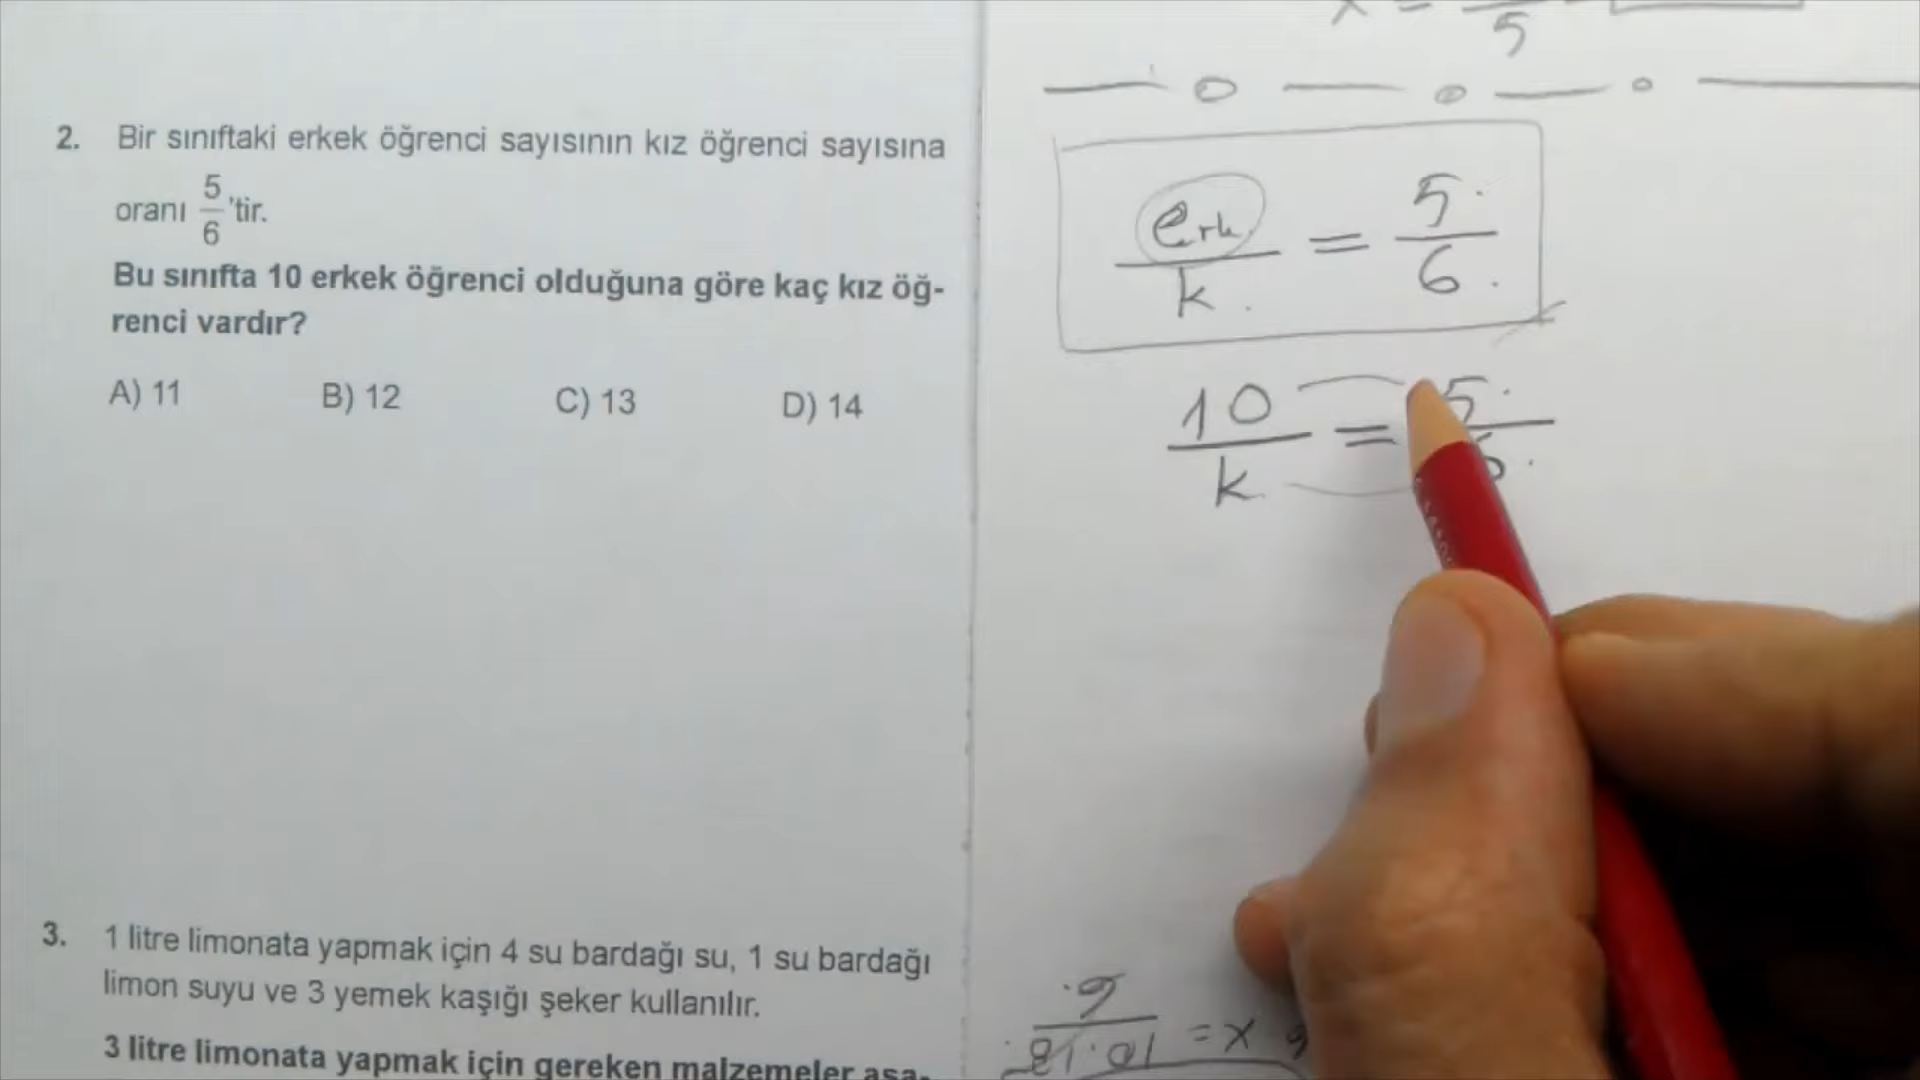 2. Bir sınıftaki erkek öğrenci sayısının kız öğrenci sayısına
oranı 5/6 'tir.
Bu sınıfta 10 erkek öğrenci olduğuna göre kaç kız öğ-
renci vardır?
A) 11 B) 12 C) 13 D) 14
3. 1 litre limonata yapmak için 4 su bardağı su, 1 su bardağı
limon suyu ve 3 yemek kaşığı şeker kullanılır.
3 litre limonata yapmak için gereken malzemeler aşa-
x = 5
erk / k = 5 / 6
10 / k = 5 / 6